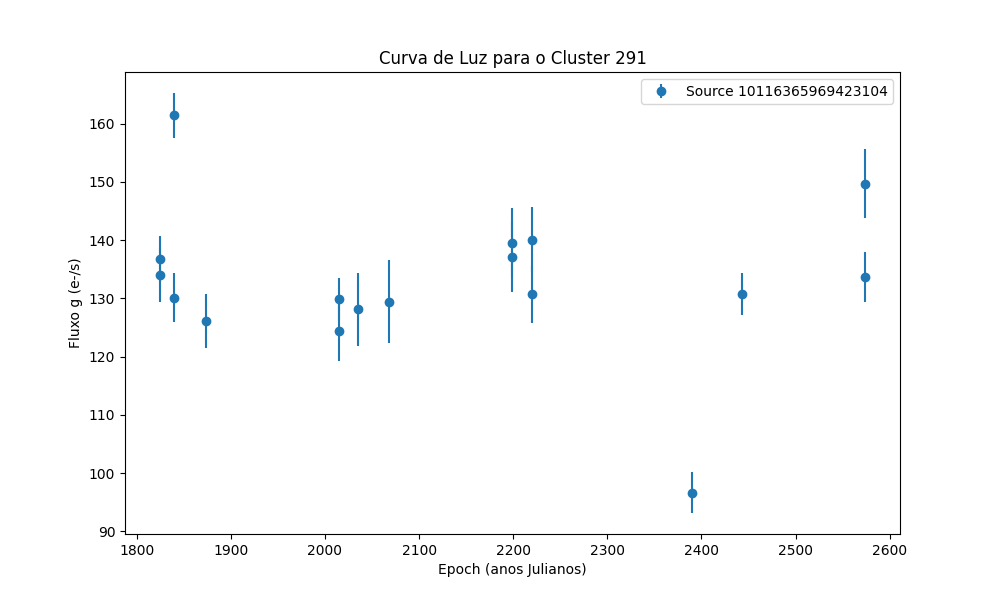 Curva de Luz para o Cluster 291
Source 10116365969423104
Fluxo g (e-/s)
160
150
140
130
120
110
100
90
1800 1900 2000 2100 2200 2300 2400 2500 2600
Epoch (anos Julianos)